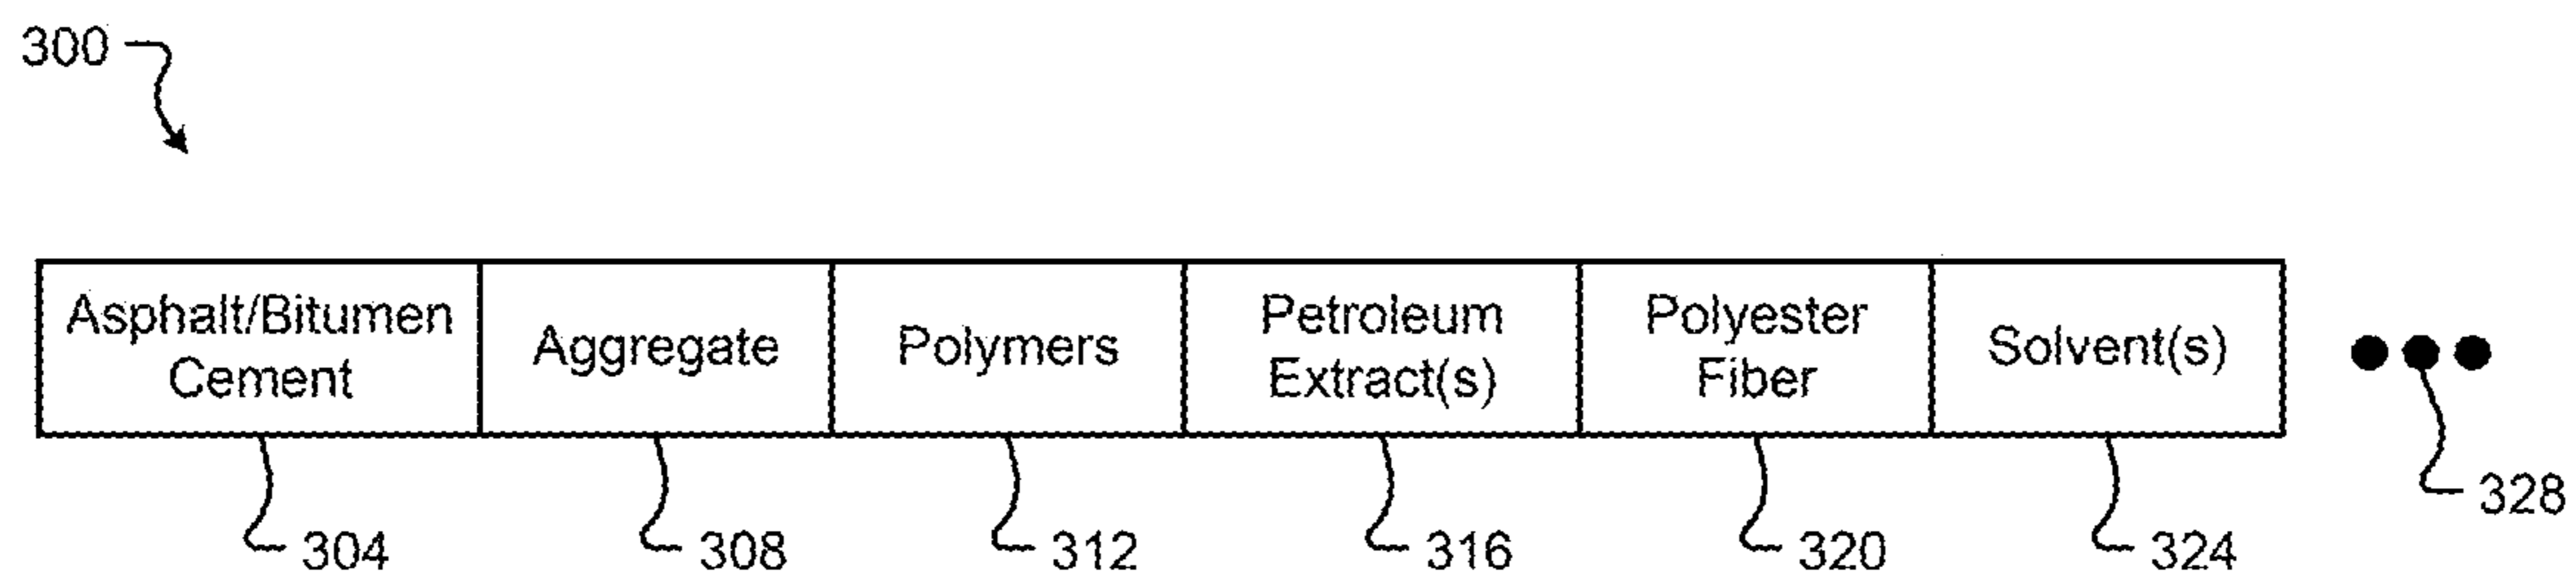 300
Asphalt/Bitumen
Cement
Aggregate
Polymers
Petroleum
Extract(s)
Polyester
Fiber
Solvent(s)
304
308
312
316
320
324
328